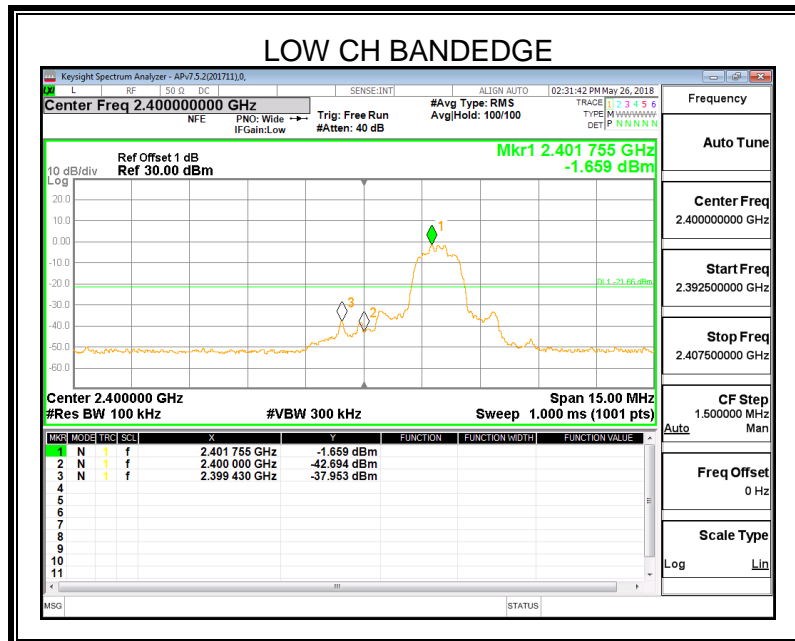 LOW CH BANDEDGE
Keysight Spectrum Analyzer - APv7.5.2(201711),0,
LXI L RF 50 Ω DC SENSE:INT ALIGN AUTO 02:31:42 PM May 26, 2018
Center Freq 2.400000000 GHz
NFE
PNO: Wide
IFGain:Low
Trig: Free Run
#Atten: 40 dB
#Avg Type: RMS
Avg|Hold: 100/100
TRACE 1 2 3 4 5 6
TYPE M WWWWW
DET P N N N N N
Mkr1 2.401 755 GHz
-1.659 dBm
Ref Offset 1 dB
10 dB/div Ref 30.00 dBm
Log
20.0
10.0
0.00
-10.0
-20.0
-30.0
-40.0
-50.0
-60.0
1
2
3
DL1 -21.66 dBm
Center 2.400000 GHz Span 15.00 MHz
#Res BW 100 kHz #VBW 300 kHz Sweep 1.000 ms (1001 pts)
MKR MODE TRC SCL X Y FUNCTION FUNCTION WIDTH FUNCTION VALUE
1 N 1 f 2.401 755 GHz -1.659 dBm
2 N 1 f 2.400 000 GHz -42.694 dBm
3 N 1 f 2.399 430 GHz -37.953 dBm
4
5
6
7
8
9
10
11
MSG STATUS
Frequency
Auto Tune
Center Freq
2.400000000 GHz
Start Freq
2.392500000 GHz
Stop Freq
2.407500000 GHz
CF Step
1.500000 MHz
Auto Man
Freq Offset
0 Hz
Scale Type
Log Lin